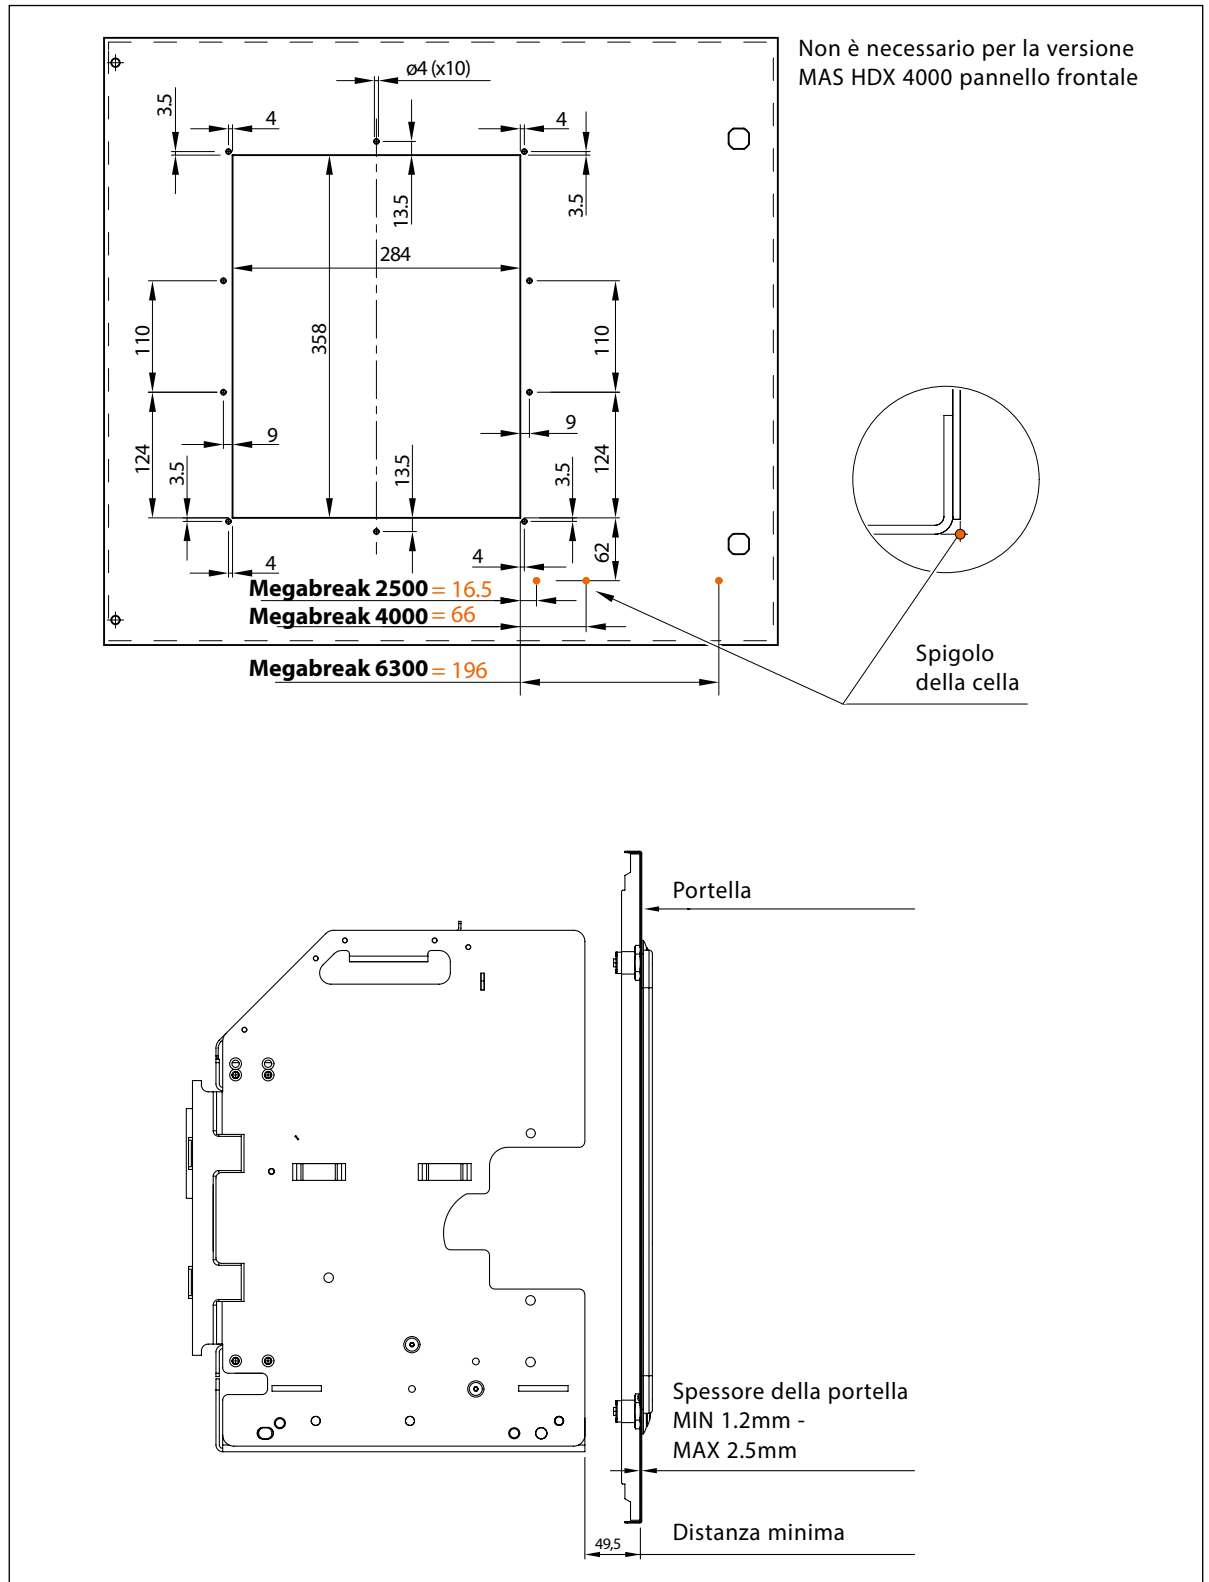 Non è necessario per la versione
MAS HDX 4000 pannello frontale
ø4 (x10)
3.5
4
4
13.5
3.5
284
358
110
110
9
9
124
124
3.5
13.5
3.5
62
4
4
Megabreak 2500 = 16.5
Megabreak 4000 = 66
Megabreak 6300 = 196
Spigolo
della cella
Portella
Spessore della portella
MIN 1.2mm -
MAX 2.5mm
Distanza minima
49,5